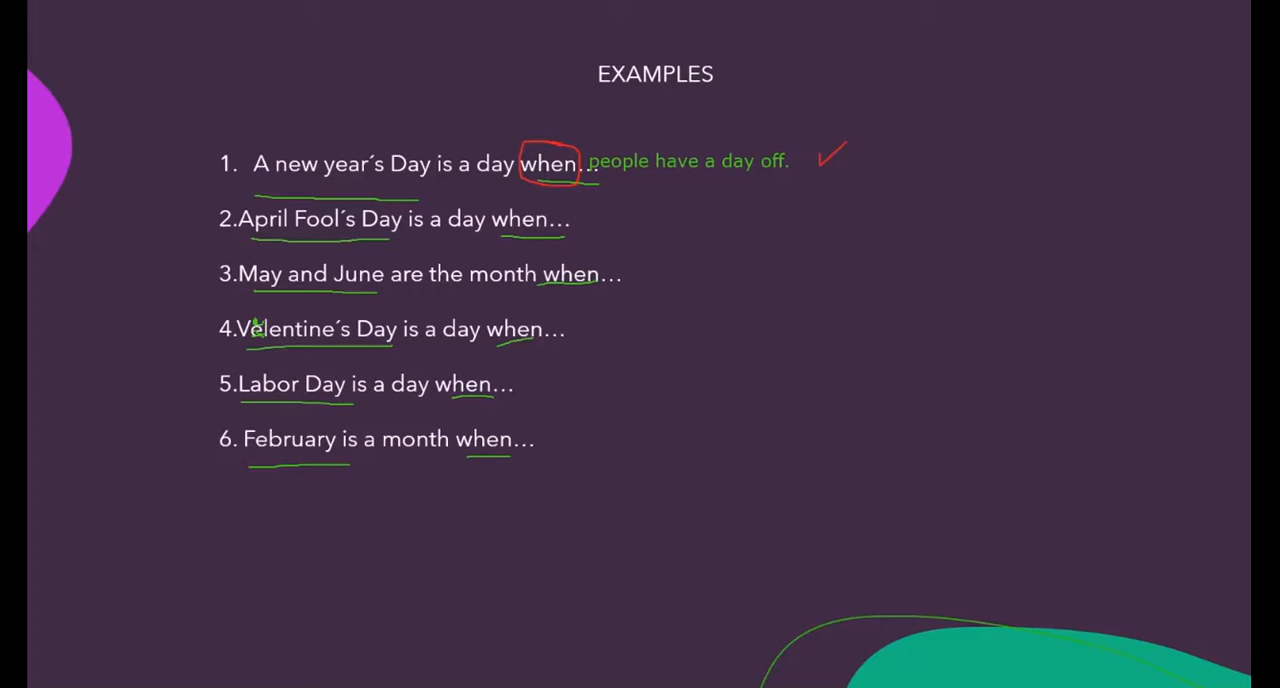 EXAMPLES
1. A new year´s Day is a day when...people have a day off.
2.April Fool´s Day is a day when...
3.May and June are the month when...
4.Velentine´s Day is a day when...
5.Labor Day is a day when...
6. February is a month when...